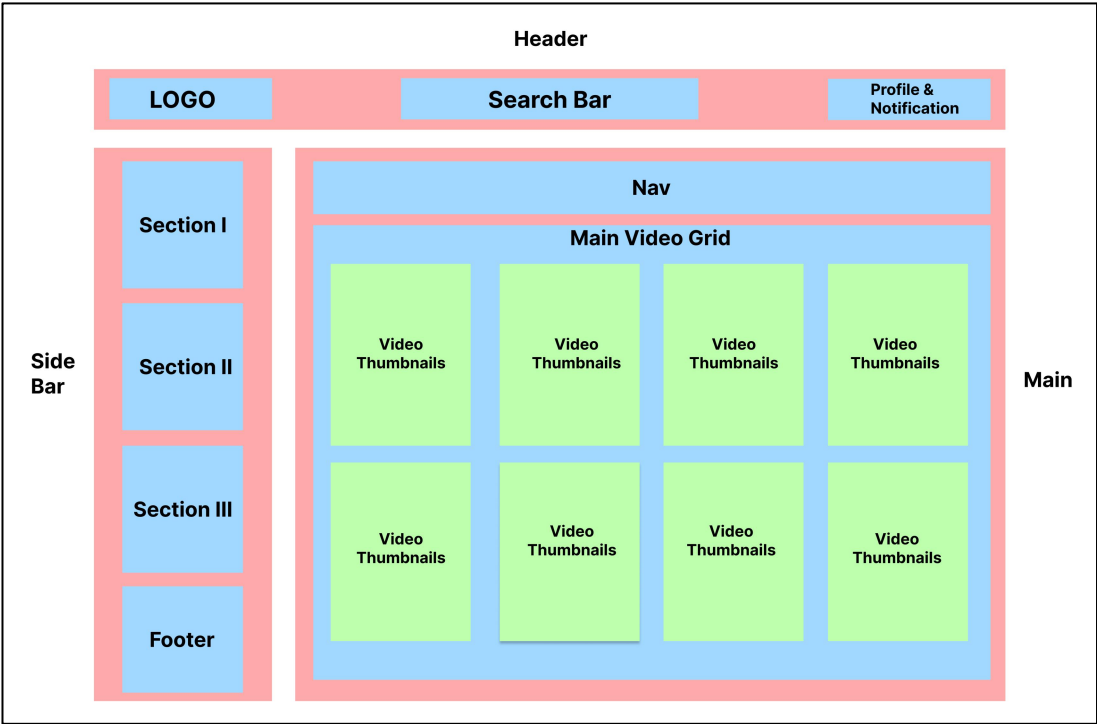 Header
LOGO
Search Bar
Profile &
Notification
Side
Bar
Section I
Section II
Section III
Footer
Nav
Main Video Grid
Video
Thumbnails
Video
Thumbnails
Video
Thumbnails
Video
Thumbnails
Video
Thumbnails
Video
Thumbnails
Video
Thumbnails
Video
Thumbnails
Main